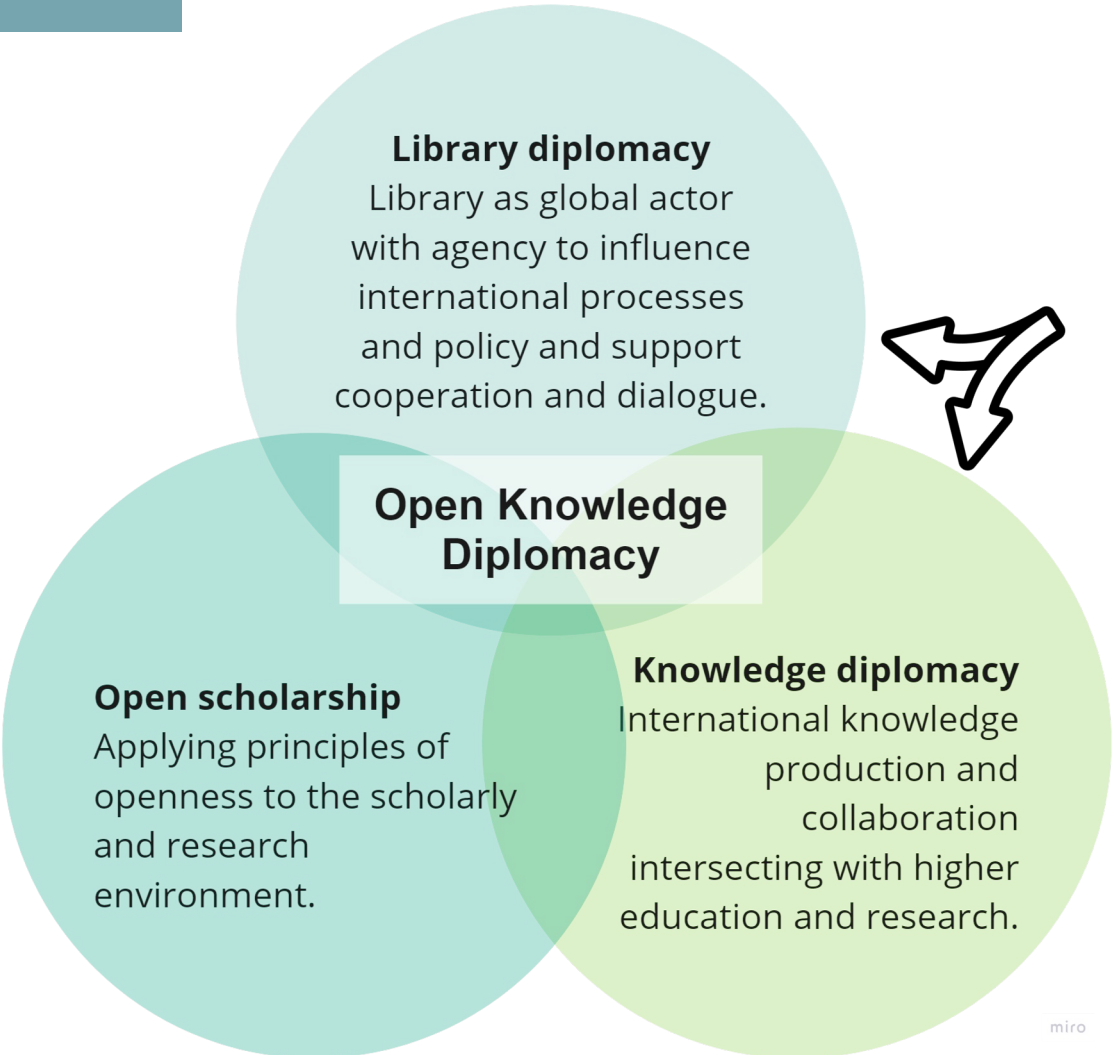 Library diplomacy
Library as global actor
with agency to influence
international processes
and policy and support
cooperation and dialogue.
Open Knowledge
Diplomacy
Open scholarship
Applying principles of
openness to the scholarly
and research
environment.
Knowledge diplomacy
International knowledge
production and
collaboration
intersecting with higher
education and research.
miro